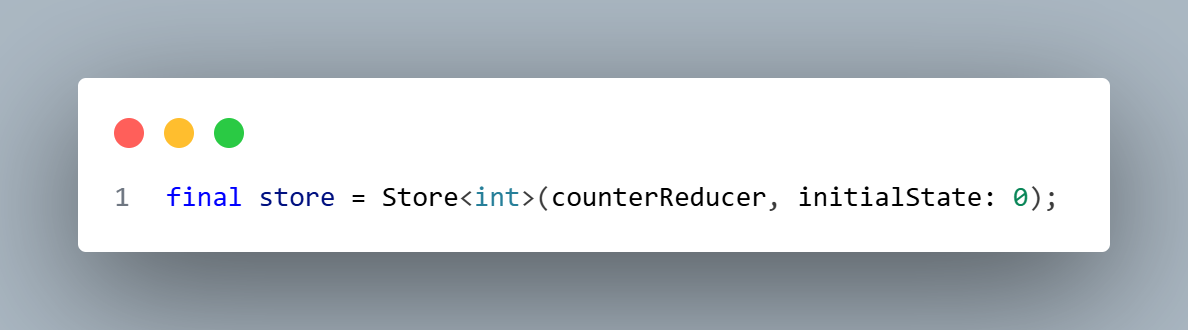 1 final store = Store<int>(counterReducer, initialState: 0);